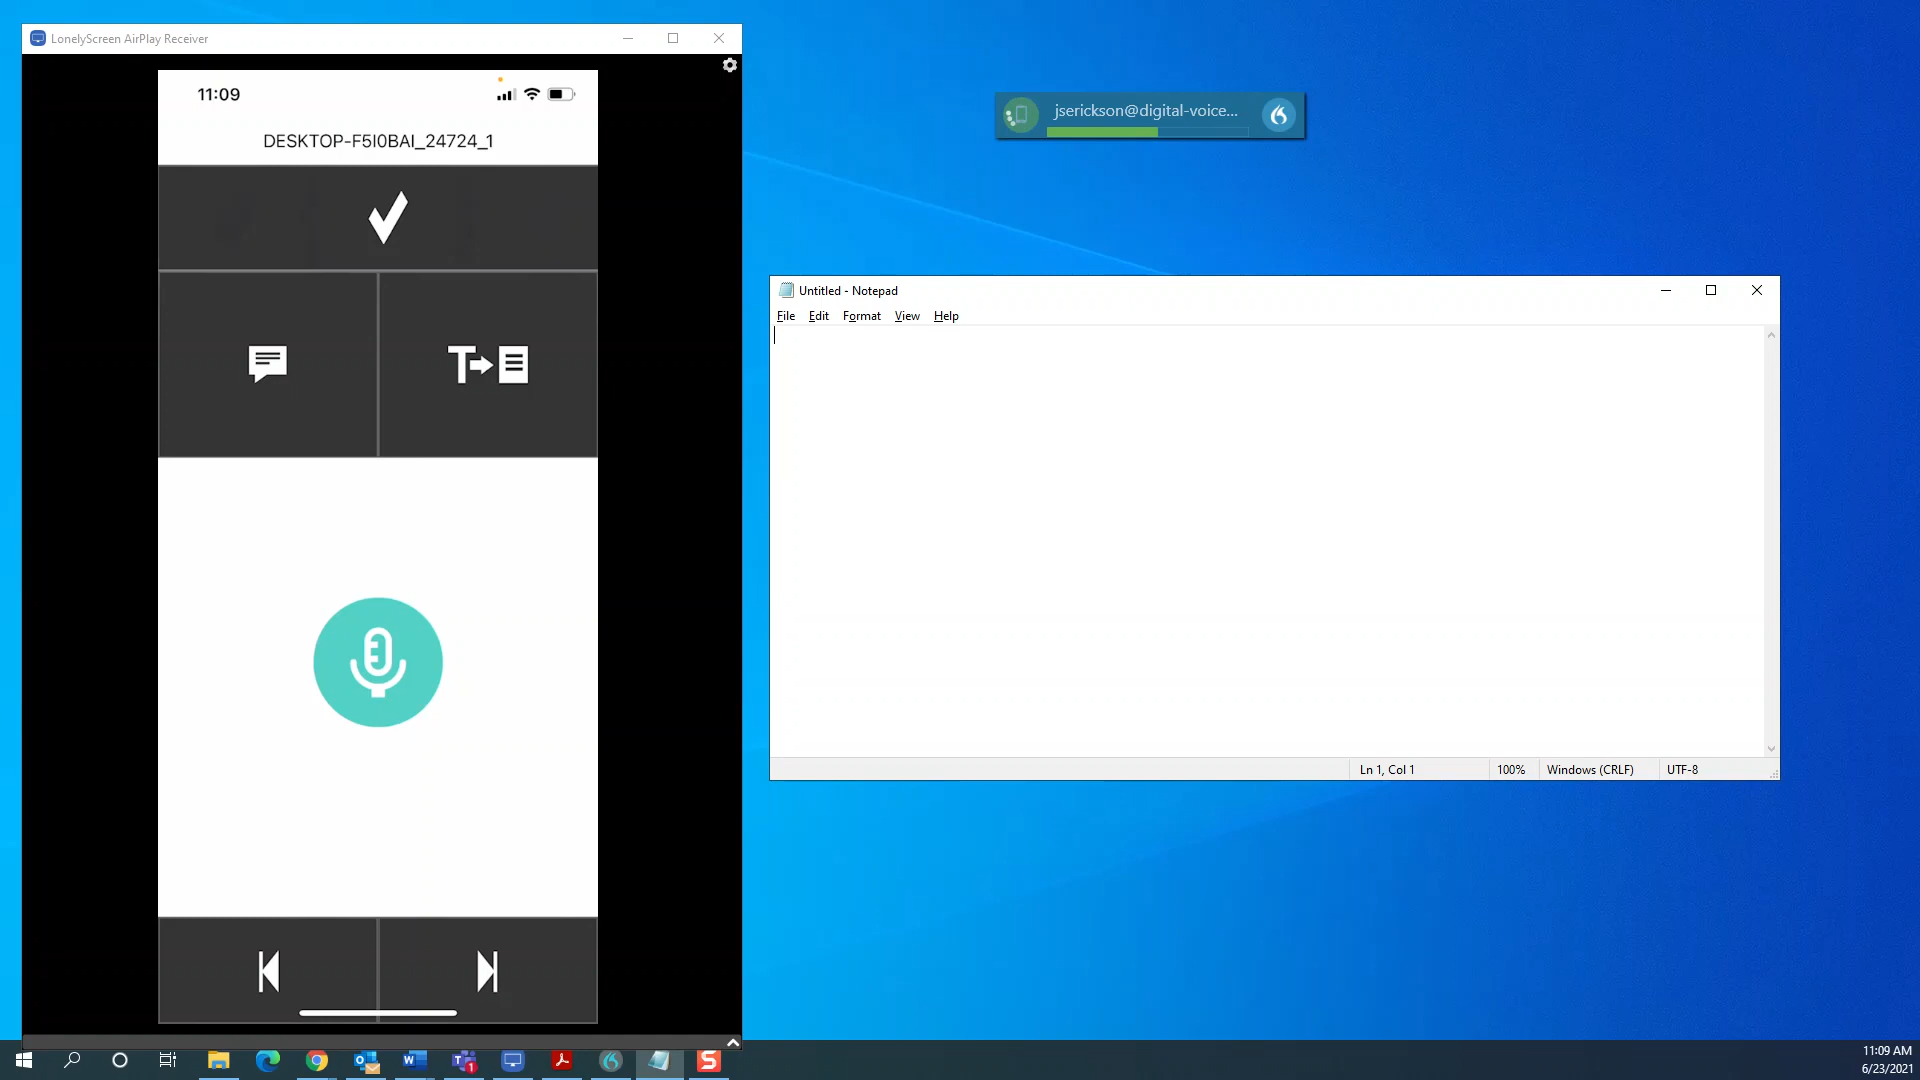 LonelyScreen AirPlay Receiver
11:09
DESKTOP-F5I0BAI_24724_1
jserickson@digital-voice...
Untitled - Notepad
File Edit Format View Help
Ln 1, Col 1 100% Windows (CRLF) UTF-8
11:09 AM
6/23/2021